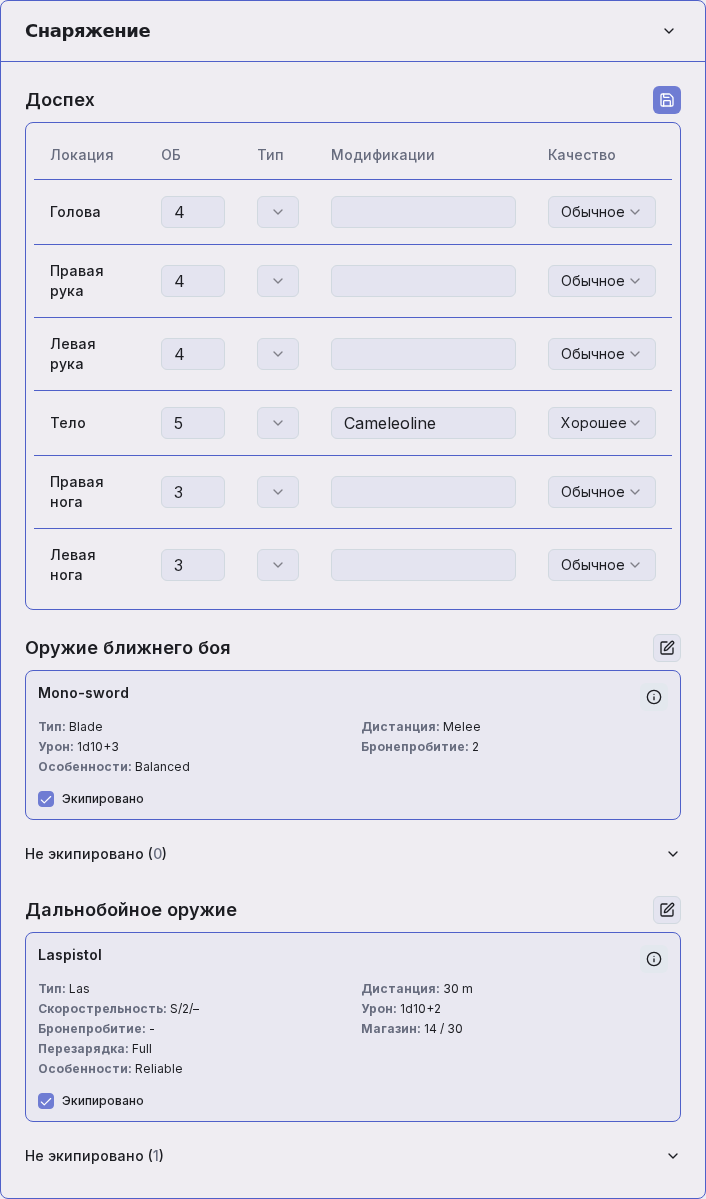 Снаряжение
Доспех
Локация ОБ Тип Модификации Качество
Голова 4 Обычное
Правая
рука 4 Обычное
Левая
рука 4 Обычное
Тело 5 Cameleoline Хорошее
Правая
нога 3 Обычное
Левая
нога 3 Обычное
Оружие ближнего боя
Mono-sword
Тип: Blade Дистанция: Melee
Урон: 1d10+3 Бронепробитие: 2
Особенности: Balanced
Экипировано
Не экипировано (0)
Дальнобойное оружие
Laspistol
Тип: Las Дистанция: 30 m
Скорострельность: S/2/– Урон: 1d10+2
Бронепробитие: - Магазин: 14 / 30
Перезарядка: Full
Особенности: Reliable
Экипировано
Не экипировано (1)